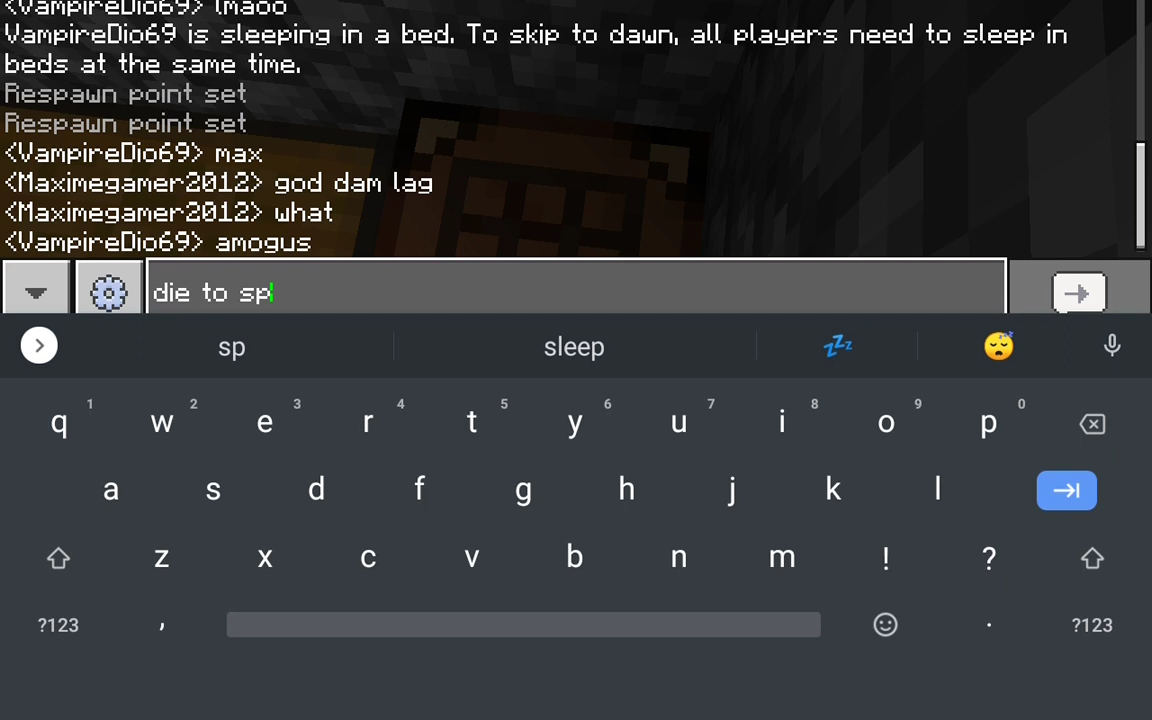 <VampireDio69> lmaoo
VampireDio69 is sleeping in a bed. To skip to dawn, all players need to sleep in
beds at the same time.
Respawn point set
Respawn point set
<VampireDio69> max
<Maximegamer2012> god dam lag
<Maximegamer2012> what
<VampireDio69> amogus
die to sp
sp sleep 💤 😴
1 2 3 4 5 6 7 8 9 0
q w e r t y u i o p
a s d f g h j k l
z x c v b n m ! ?
?123 , . ?123